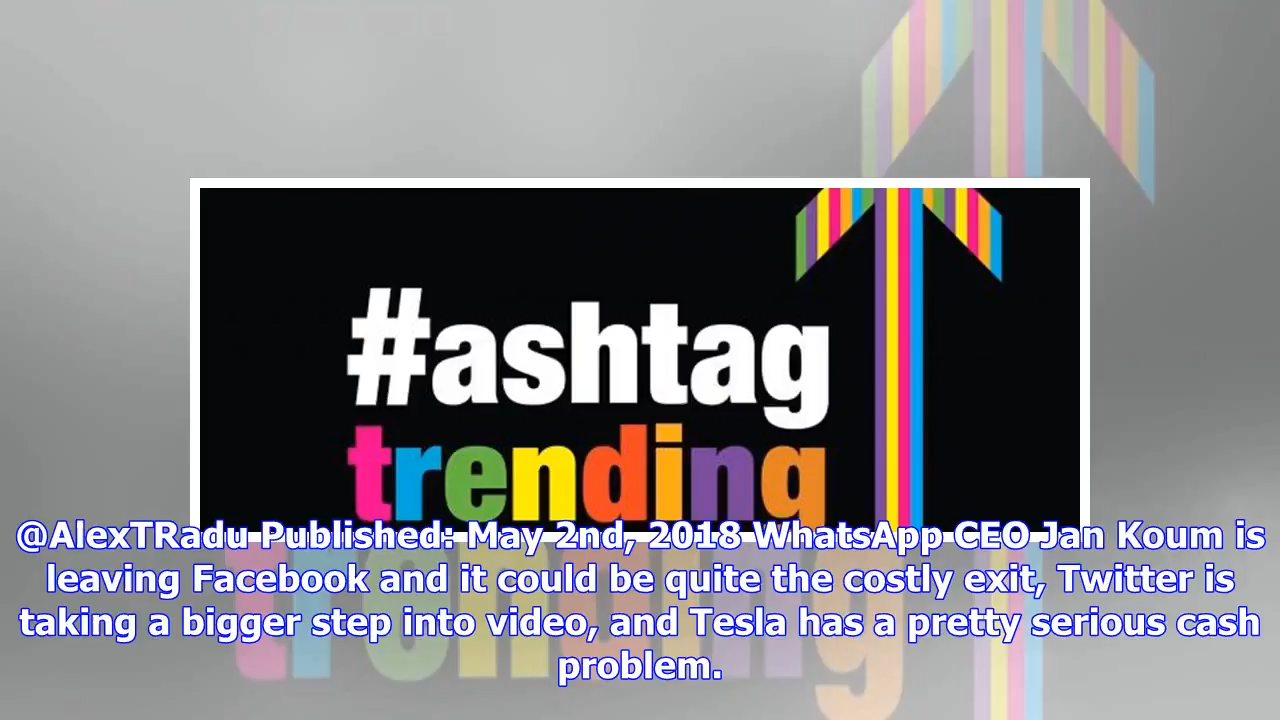 #ashtag
trending
@AlexTRadu Published: May 2nd, 2018 WhatsApp CEO Jan Koum is
leaving Facebook and it could be quite the costly exit, Twitter is
taking a bigger step into video, and Tesla has a pretty serious cash
problem.